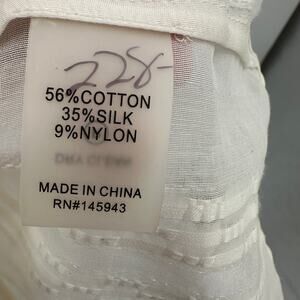 228-
56%COTTON
35%SILK
9%NYLON
MADE IN CHINA
RN#145943